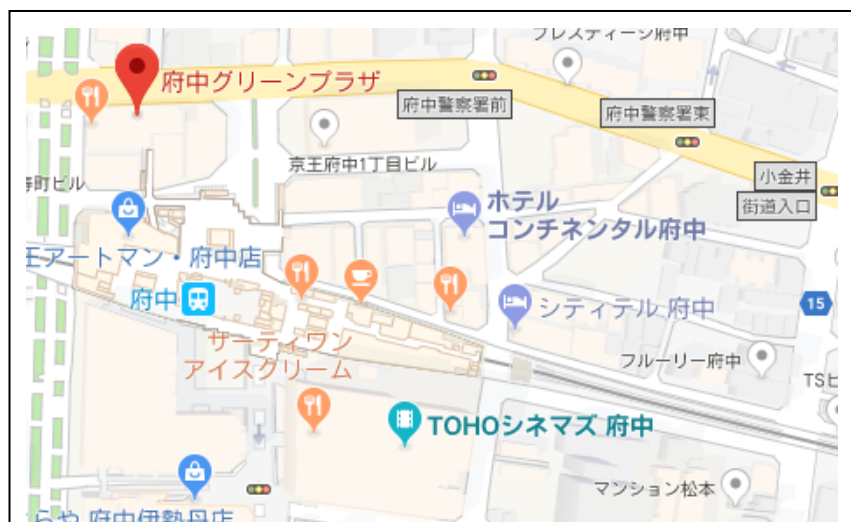 プレスティージ府中
府中グリーンプラザ
府中警察署前
府中警察署東
京王府中1丁目ビル
小金井
街道入口
寿町ビル
ホテル
コンチネンタル府中
王アートマン・府中店
府中
シティテル 府中
15
サーティワン
アイスクリーム
フルーリー府中
TSビ
TOHOシネマズ 府中
マンション松本
らや 府中伊勢丹店